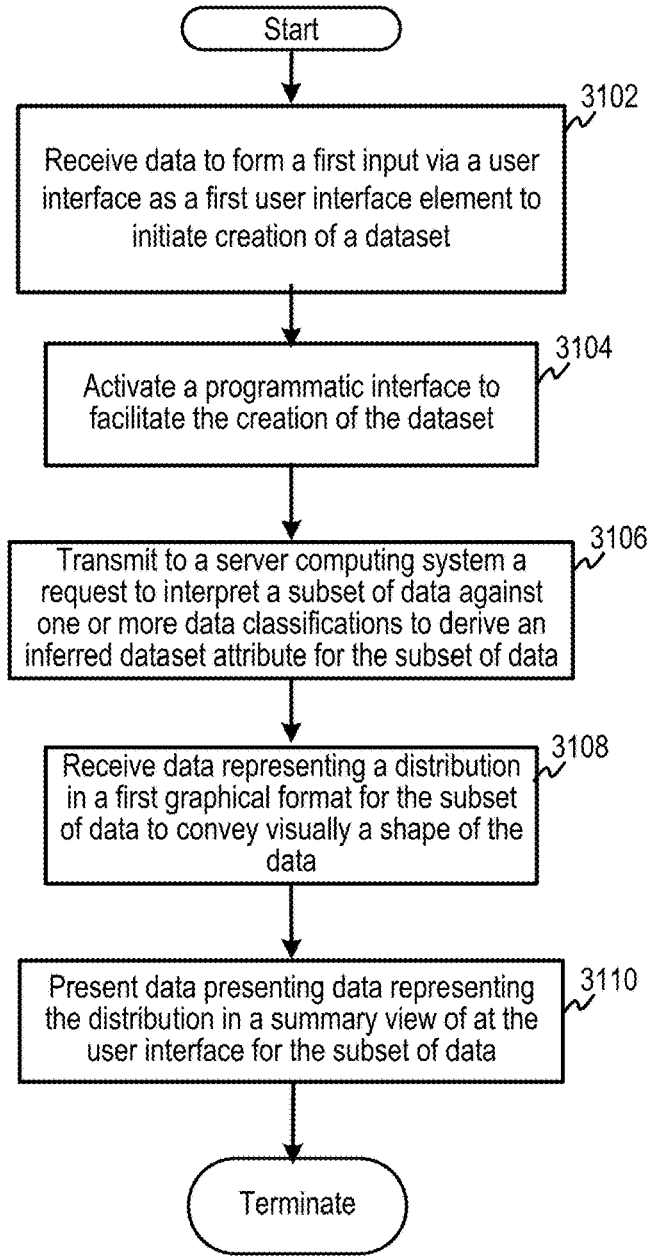 Start
3102
Receive data to form a first input via a user
interface as a first user interface element to
initiate creation of a dataset
3104
Activate a programmatic interface to
facilitate the creation of the dataset
3106
Transmit to a server computing system a
request to interpret a subset of data against
one or more data classifications to derive an
inferred dataset attribute for the subset of data
3108
Receive data representing a distribution
in a first graphical format for the subset
of data to convey visually a shape of the
data
3110
Present data presenting data representing
the distribution in a summary view of at the
user interface for the subset of data
Terminate